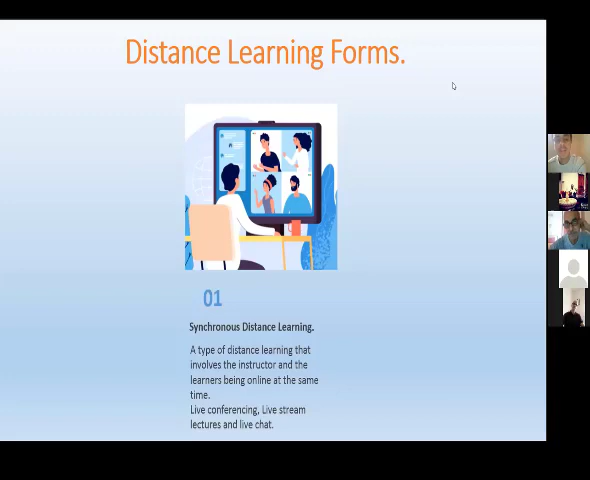 Distance Learning Forms.
01
Synchronous Distance Learning.
A type of distance learning that
involves the instructor and the
learners being online at the same
time.
Live conferencing, Live stream
lectures and live chat.